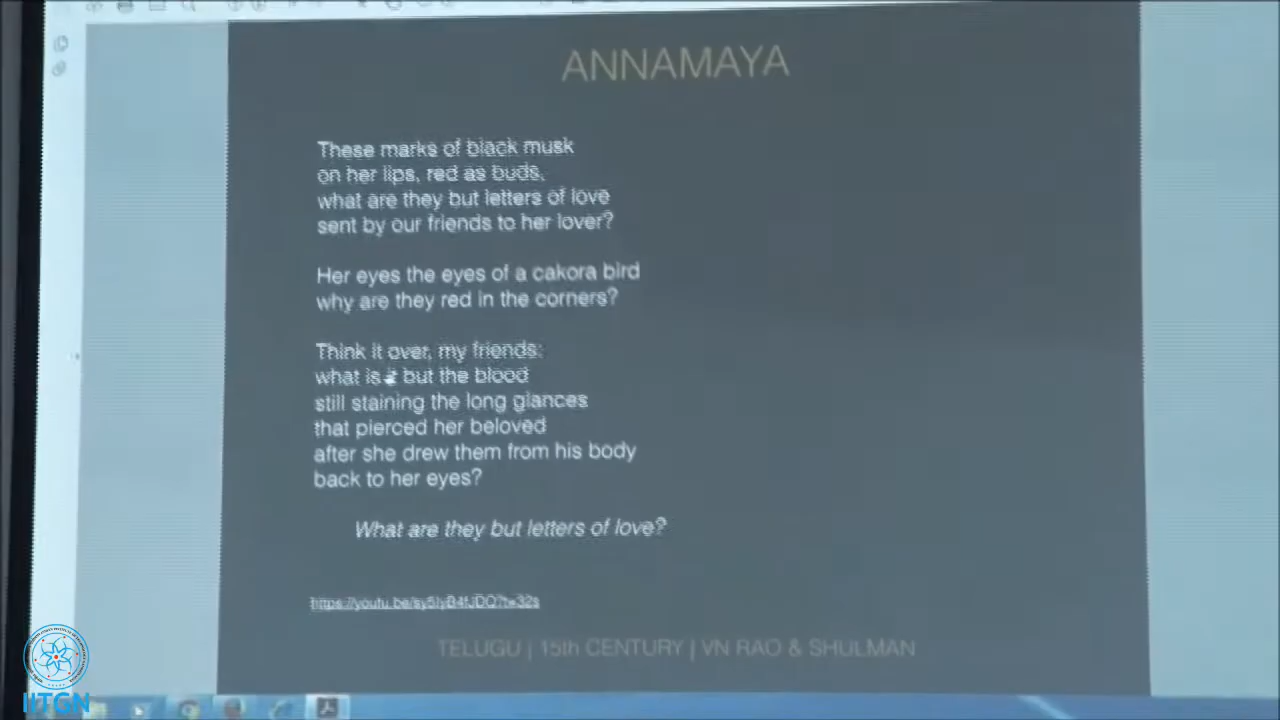 ANNAMAYA
These marks of black musk
on her lips, red as buds,
what are they but letters of love
sent by our friends to her lover?
Her eyes the eyes of a cakora bird
why are they red in the corners?
Think it over, my friends:
what is it but the blood
still staining the long glances
that pierced her beloved
after she drew them from his body
back to her eyes?
What are they but letters of love?
TELUGU | 15th CENTURY | VN RAO & SHULMAN
IITGN